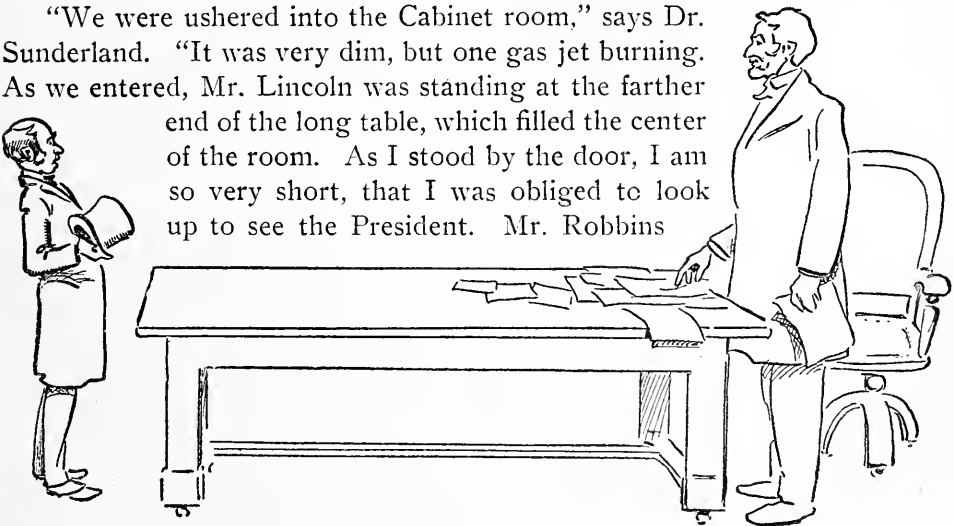 “We were ushered into the Cabinet room,” says Dr.
Sunderland. “It was very dim, but one gas jet burning.
As we entered, Mr. Lincoln was standing at the farther
end of the long table, which filled the center
of the room. As I stood by the door, I am
so very short, that I was obliged to look
up to see the President. Mr. Robbins